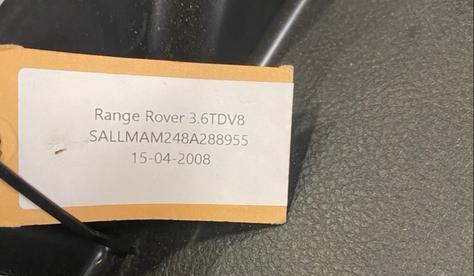 Range Rover 3.6TDV8
SALLMAM248A288955
15-04-2008